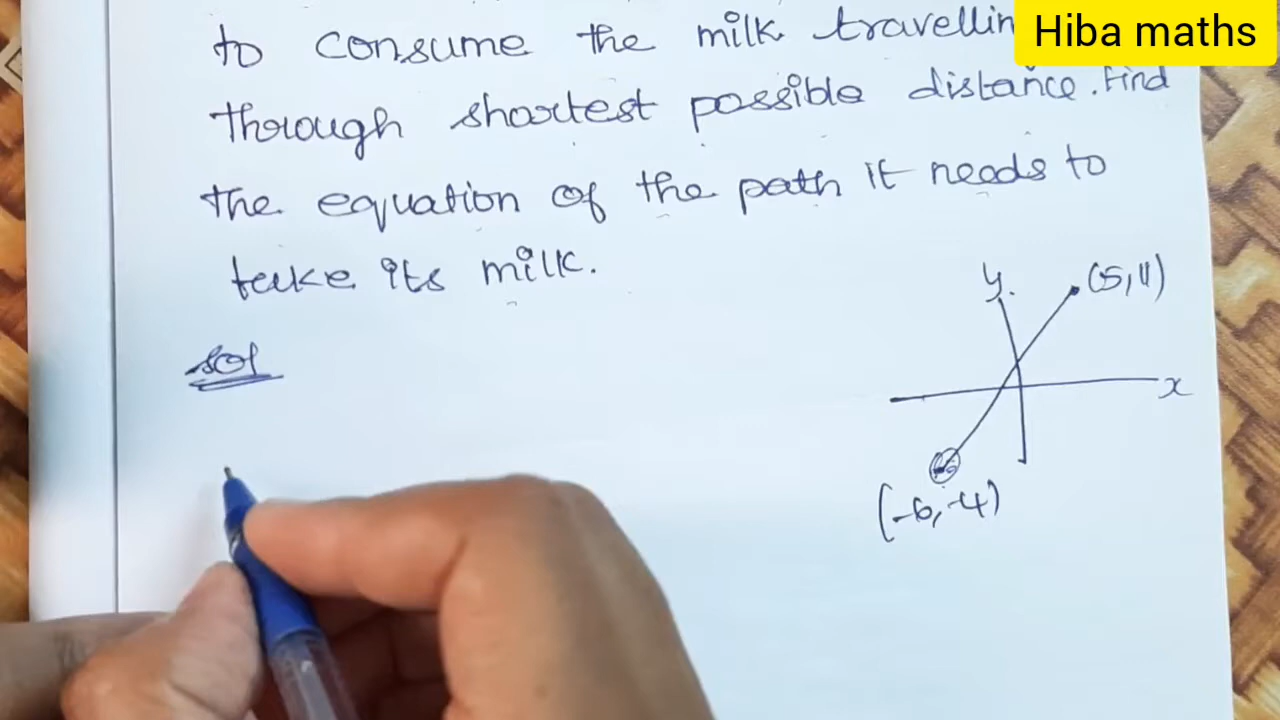 to consume the milk travellin
Hiba maths
through shortest possible distance. Find
the equation of the path it needs to
take its milk.
y.
(5,11)
sol
x
(-6,-4)